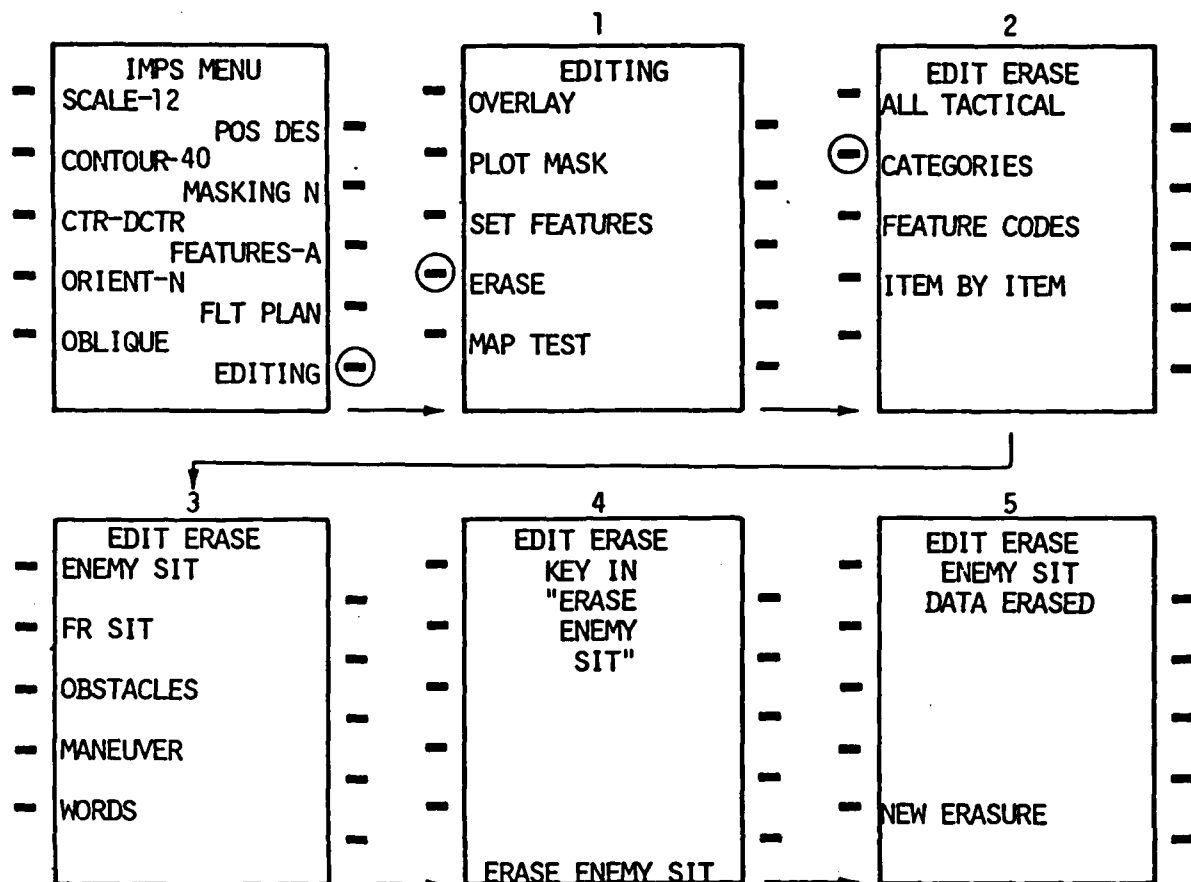 IMPS MENU
SCALE-12
POS DES
CONTOUR-40
MASKING N
CTR-DCTR
FEATURES-A
ORIENT-N
FLT PLAN
OBLIQUE
EDITING
1
EDITING
OVERLAY
PLOT MASK
SET FEATURES
ERASE
MAP TEST
2
EDIT ERASE
ALL TACTICAL
CATEGORIES
FEATURE CODES
ITEM BY ITEM
3
EDIT ERASE
ENEMY SIT
FR SIT
OBSTACLES
MANEUVER
WORDS
4
EDIT ERASE
KEY IN
"ERASE
ENEMY
SIT"
ERASE ENEMY SIT
5
EDIT ERASE
ENEMY SIT
DATA ERASED
NEW ERASURE